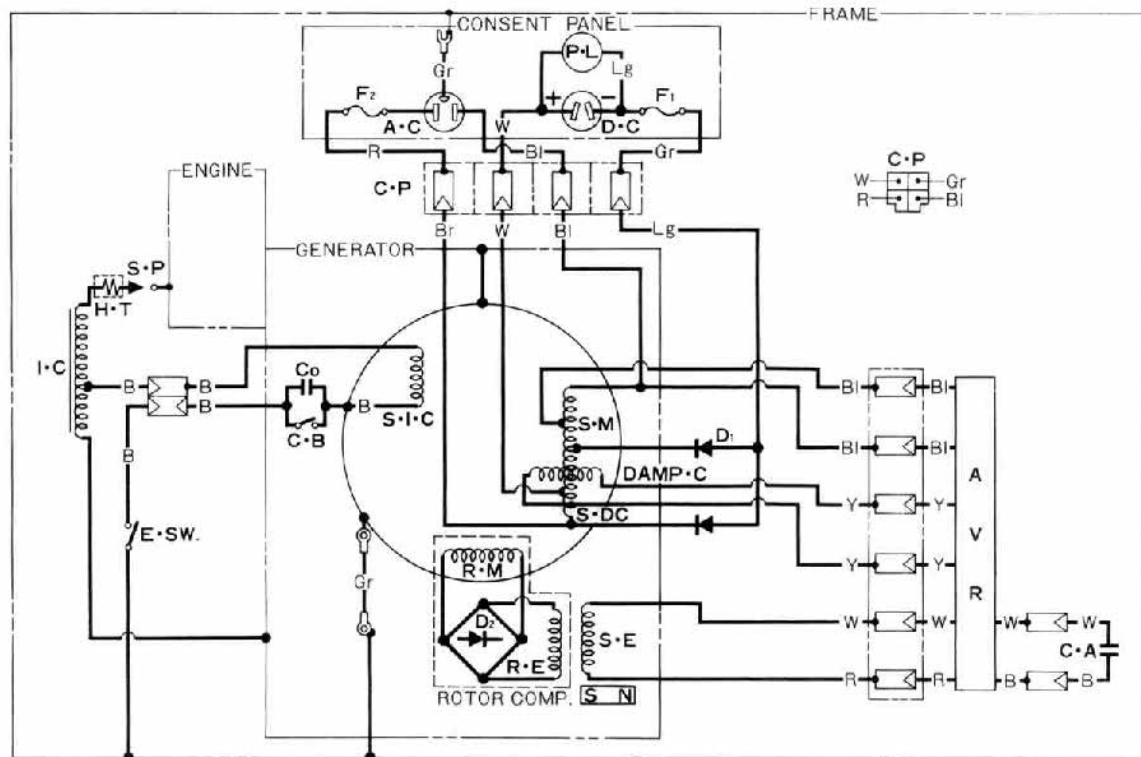 FRAME
CONSENT PANEL
P·L
Gr
Lg
F2
+
−
F1
A·C
W
D·C
R
Bl
Gr
ENGINE
C·P
C·P
W
Gr
R
Bl
Br
W
Bl
Lg
GENERATOR
S·P
H·T
I·C
B
B
Co
B
B
B
S·I·C
C·B
S·M
D1
Bl
Bl
Bl
Bl
DAMP·C
A
B
S·DC
Y
Y
E·SW.
V
R·M
Y
Y
Gr
R
D2
S·E
W
W
W
W
R·E
C·A
R
R
B
B
ROTOR COMP.
S N